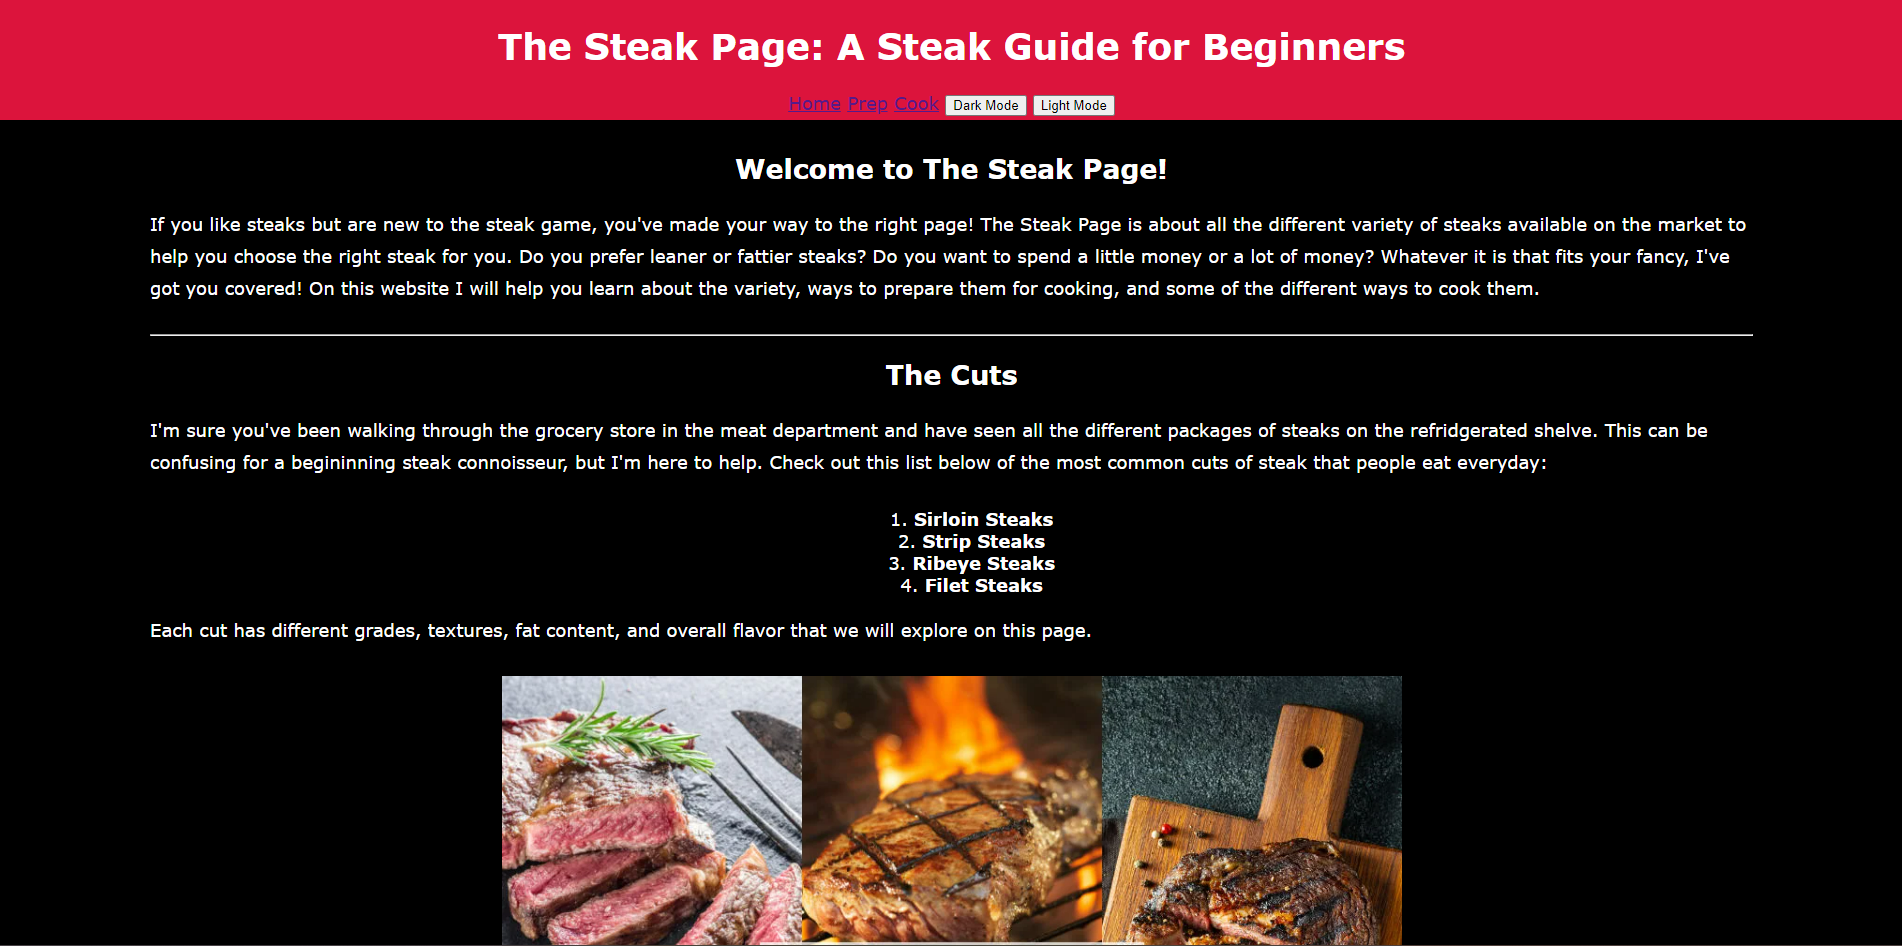 The Steak Page: A Steak Guide for Beginners
Home Prep Cook Dark Mode Light Mode
Welcome to The Steak Page!
If you like steaks but are new to the steak game, you've made your way to the right page! The Steak Page is about all the different variety of steaks available on the market to
help you choose the right steak for you. Do you prefer leaner or fattier steaks? Do you want to spend a little money or a lot of money? Whatever it is that fits your fancy, I've
got you covered! On this website I will help you learn about the variety, ways to prepare them for cooking, and some of the different ways to cook them.
The Cuts
I'm sure you've been walking through the grocery store in the meat department and have seen all the different packages of steaks on the refridgerated shelve. This can be
confusing for a begininning steak connoisseur, but I'm here to help. Check out this list below of the most common cuts of steak that people eat everyday:
1. Sirloin Steaks
2. Strip Steaks
3. Ribeye Steaks
4. Filet Steaks
Each cut has different grades, textures, fat content, and overall flavor that we will explore on this page.